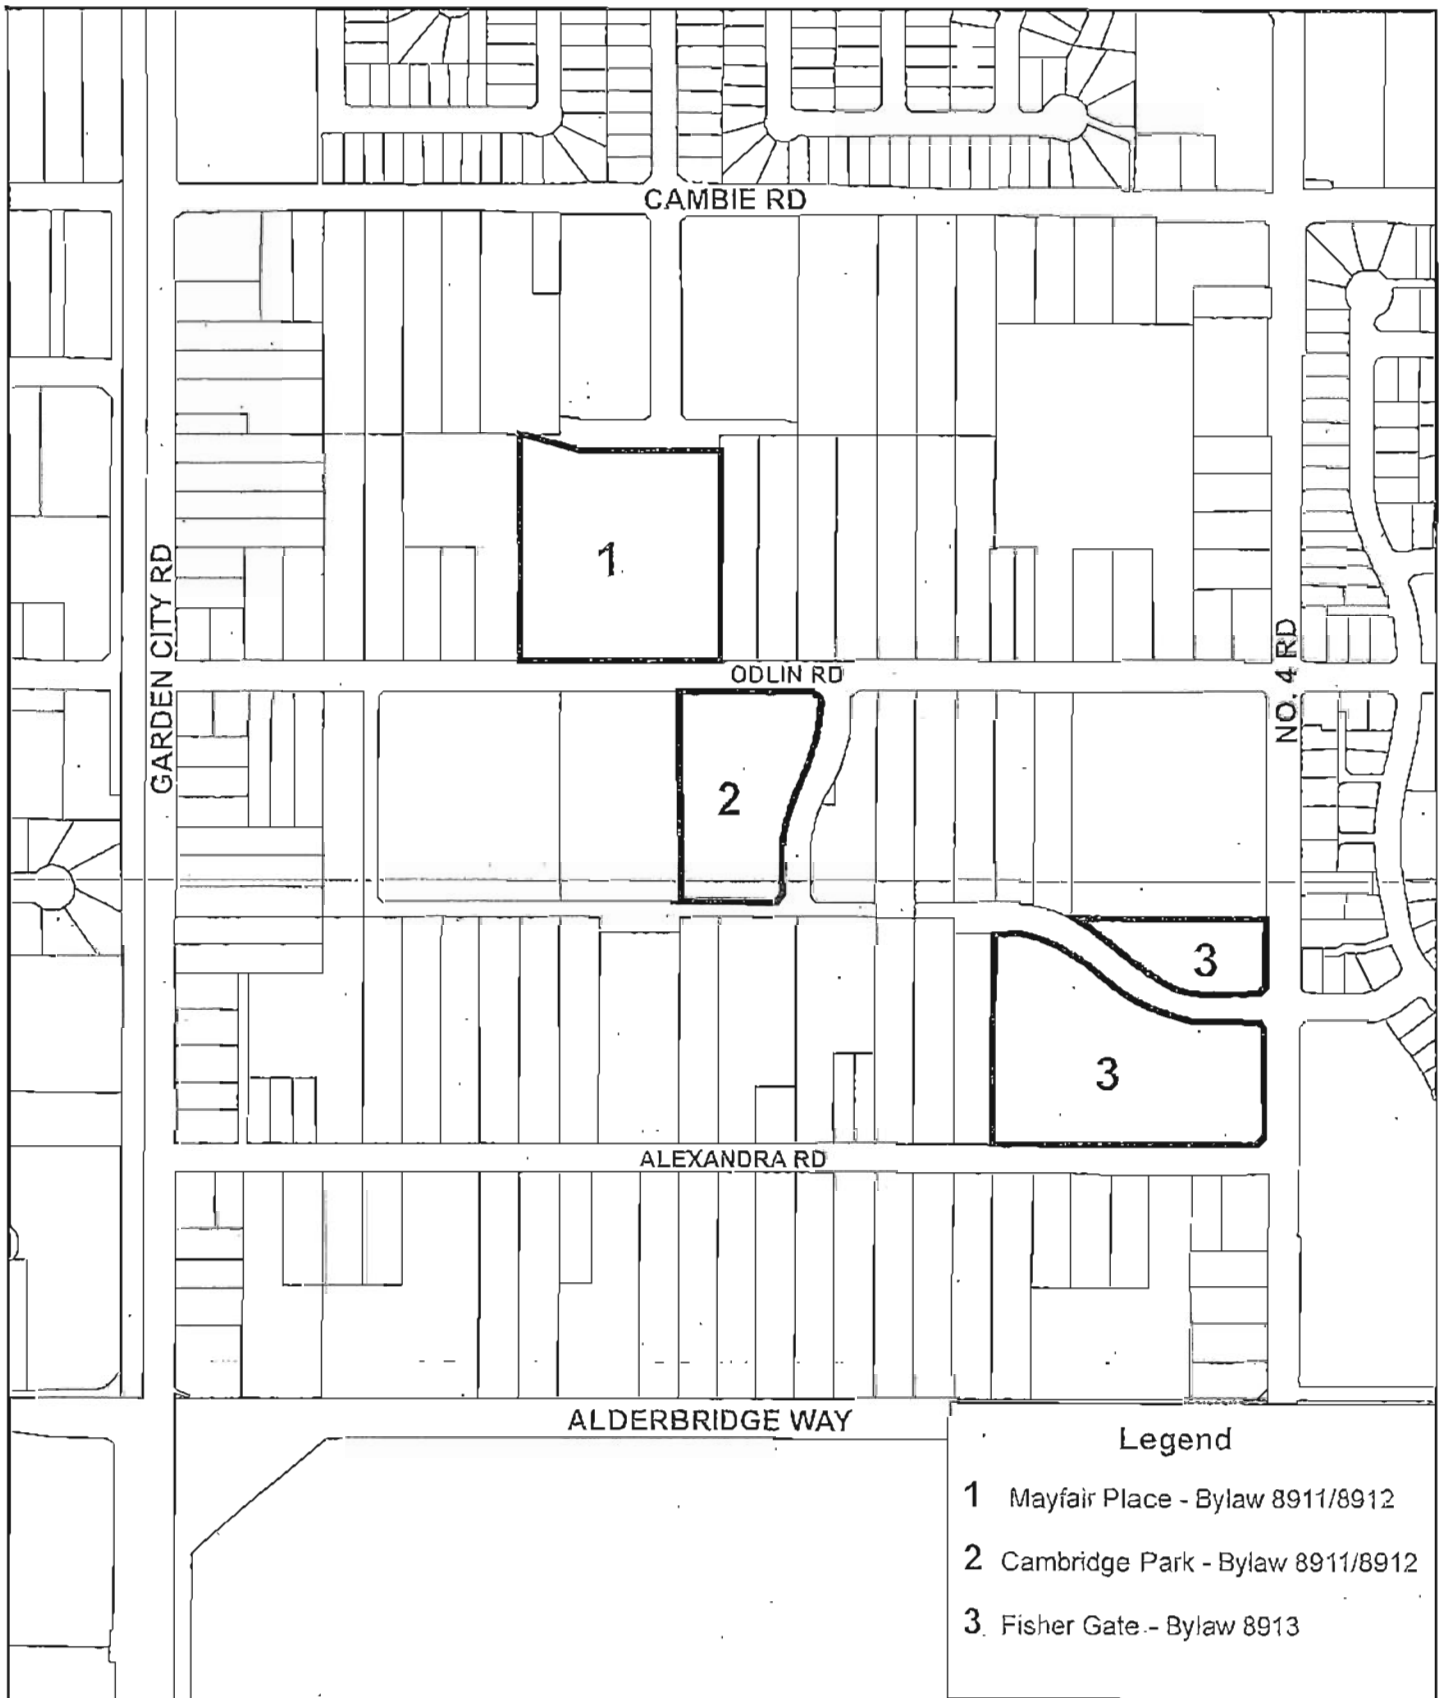 CAMBIE RD
1
GARDEN CITY RD
ODLIN RD
NO. 4 RD
2
3
3
ALEXANDRA RD
ALDERBRIDGE WAY
Legend
1 Mayfair Place - Bylaw 8911/8912
2 Cambridge Park - Bylaw 8911/8912
3. Fisher Gate - Bylaw 8913